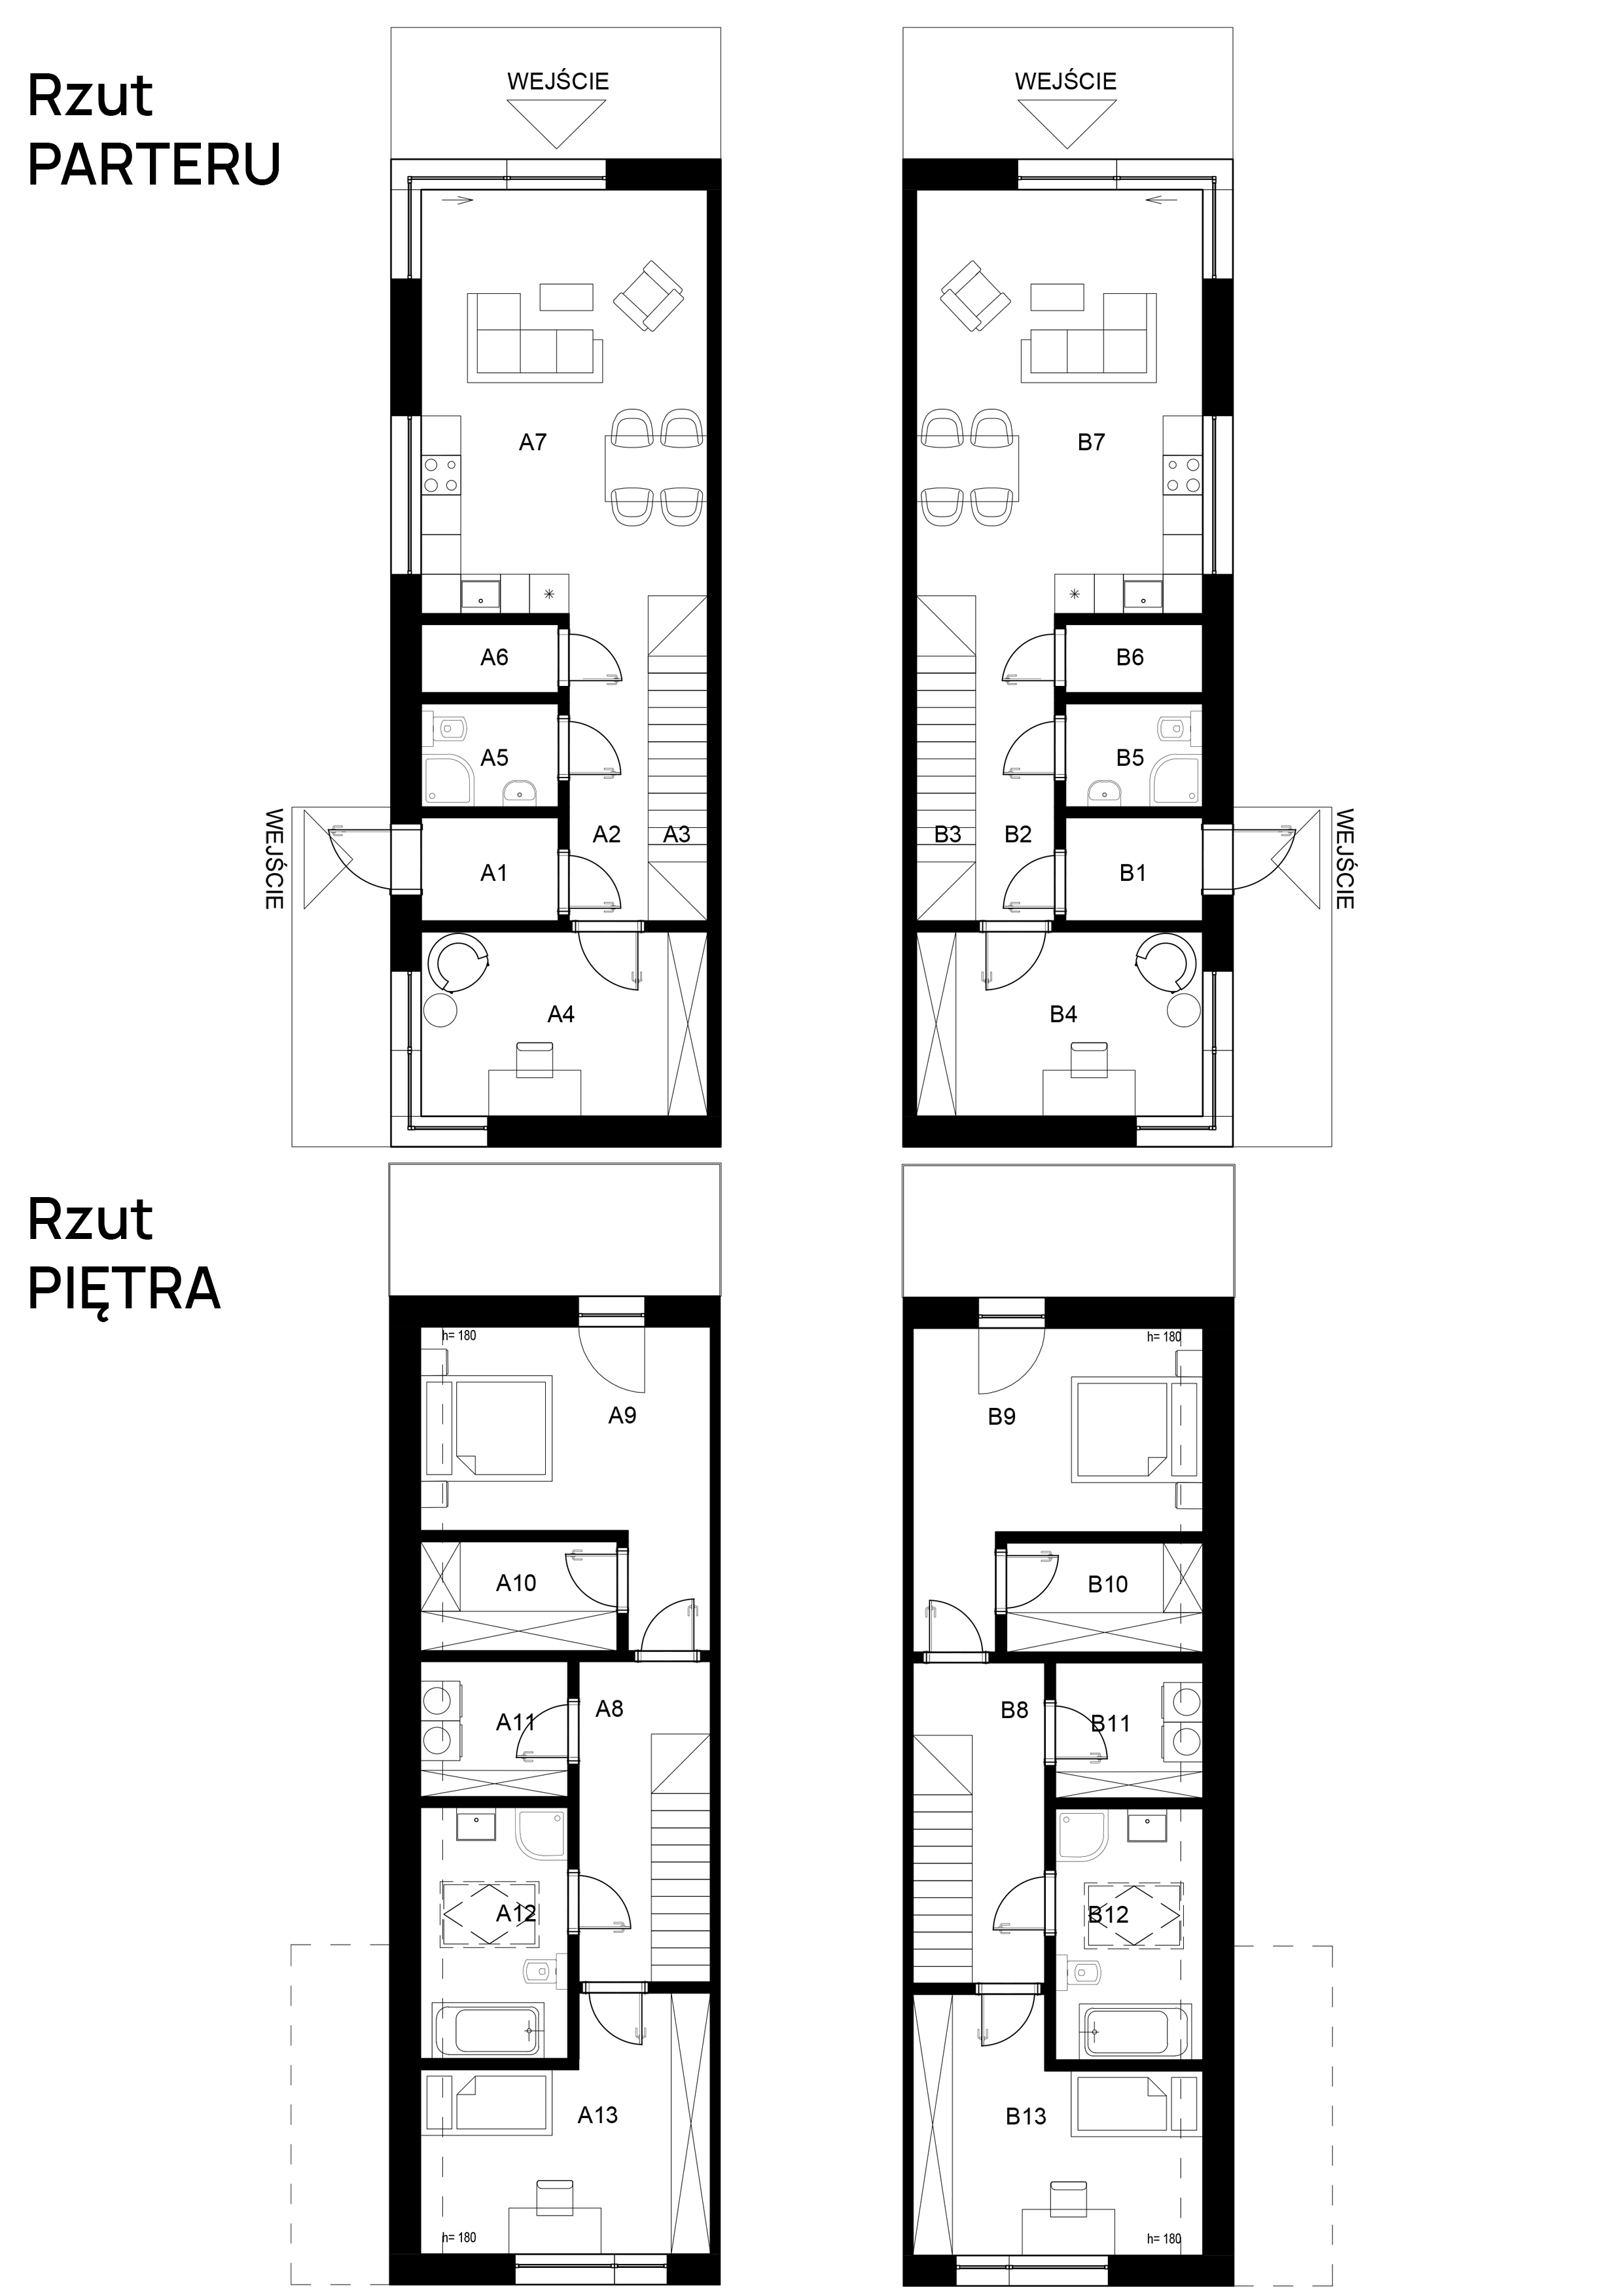 Rzut
PARTERU
WEJŚCIE
WEJŚCIE
A7
B7
A6
B6
A5
B5
WEJŚCIE
A2
A3
B3
B2
WEJŚCIE
A1
B1
A4
B4
Rzut
PIĘTRA
h= 180
h= 180
A9
B9
A10
B10
A11
A8
B8
B11
A12
B12
A13
B13
h= 180
h= 180